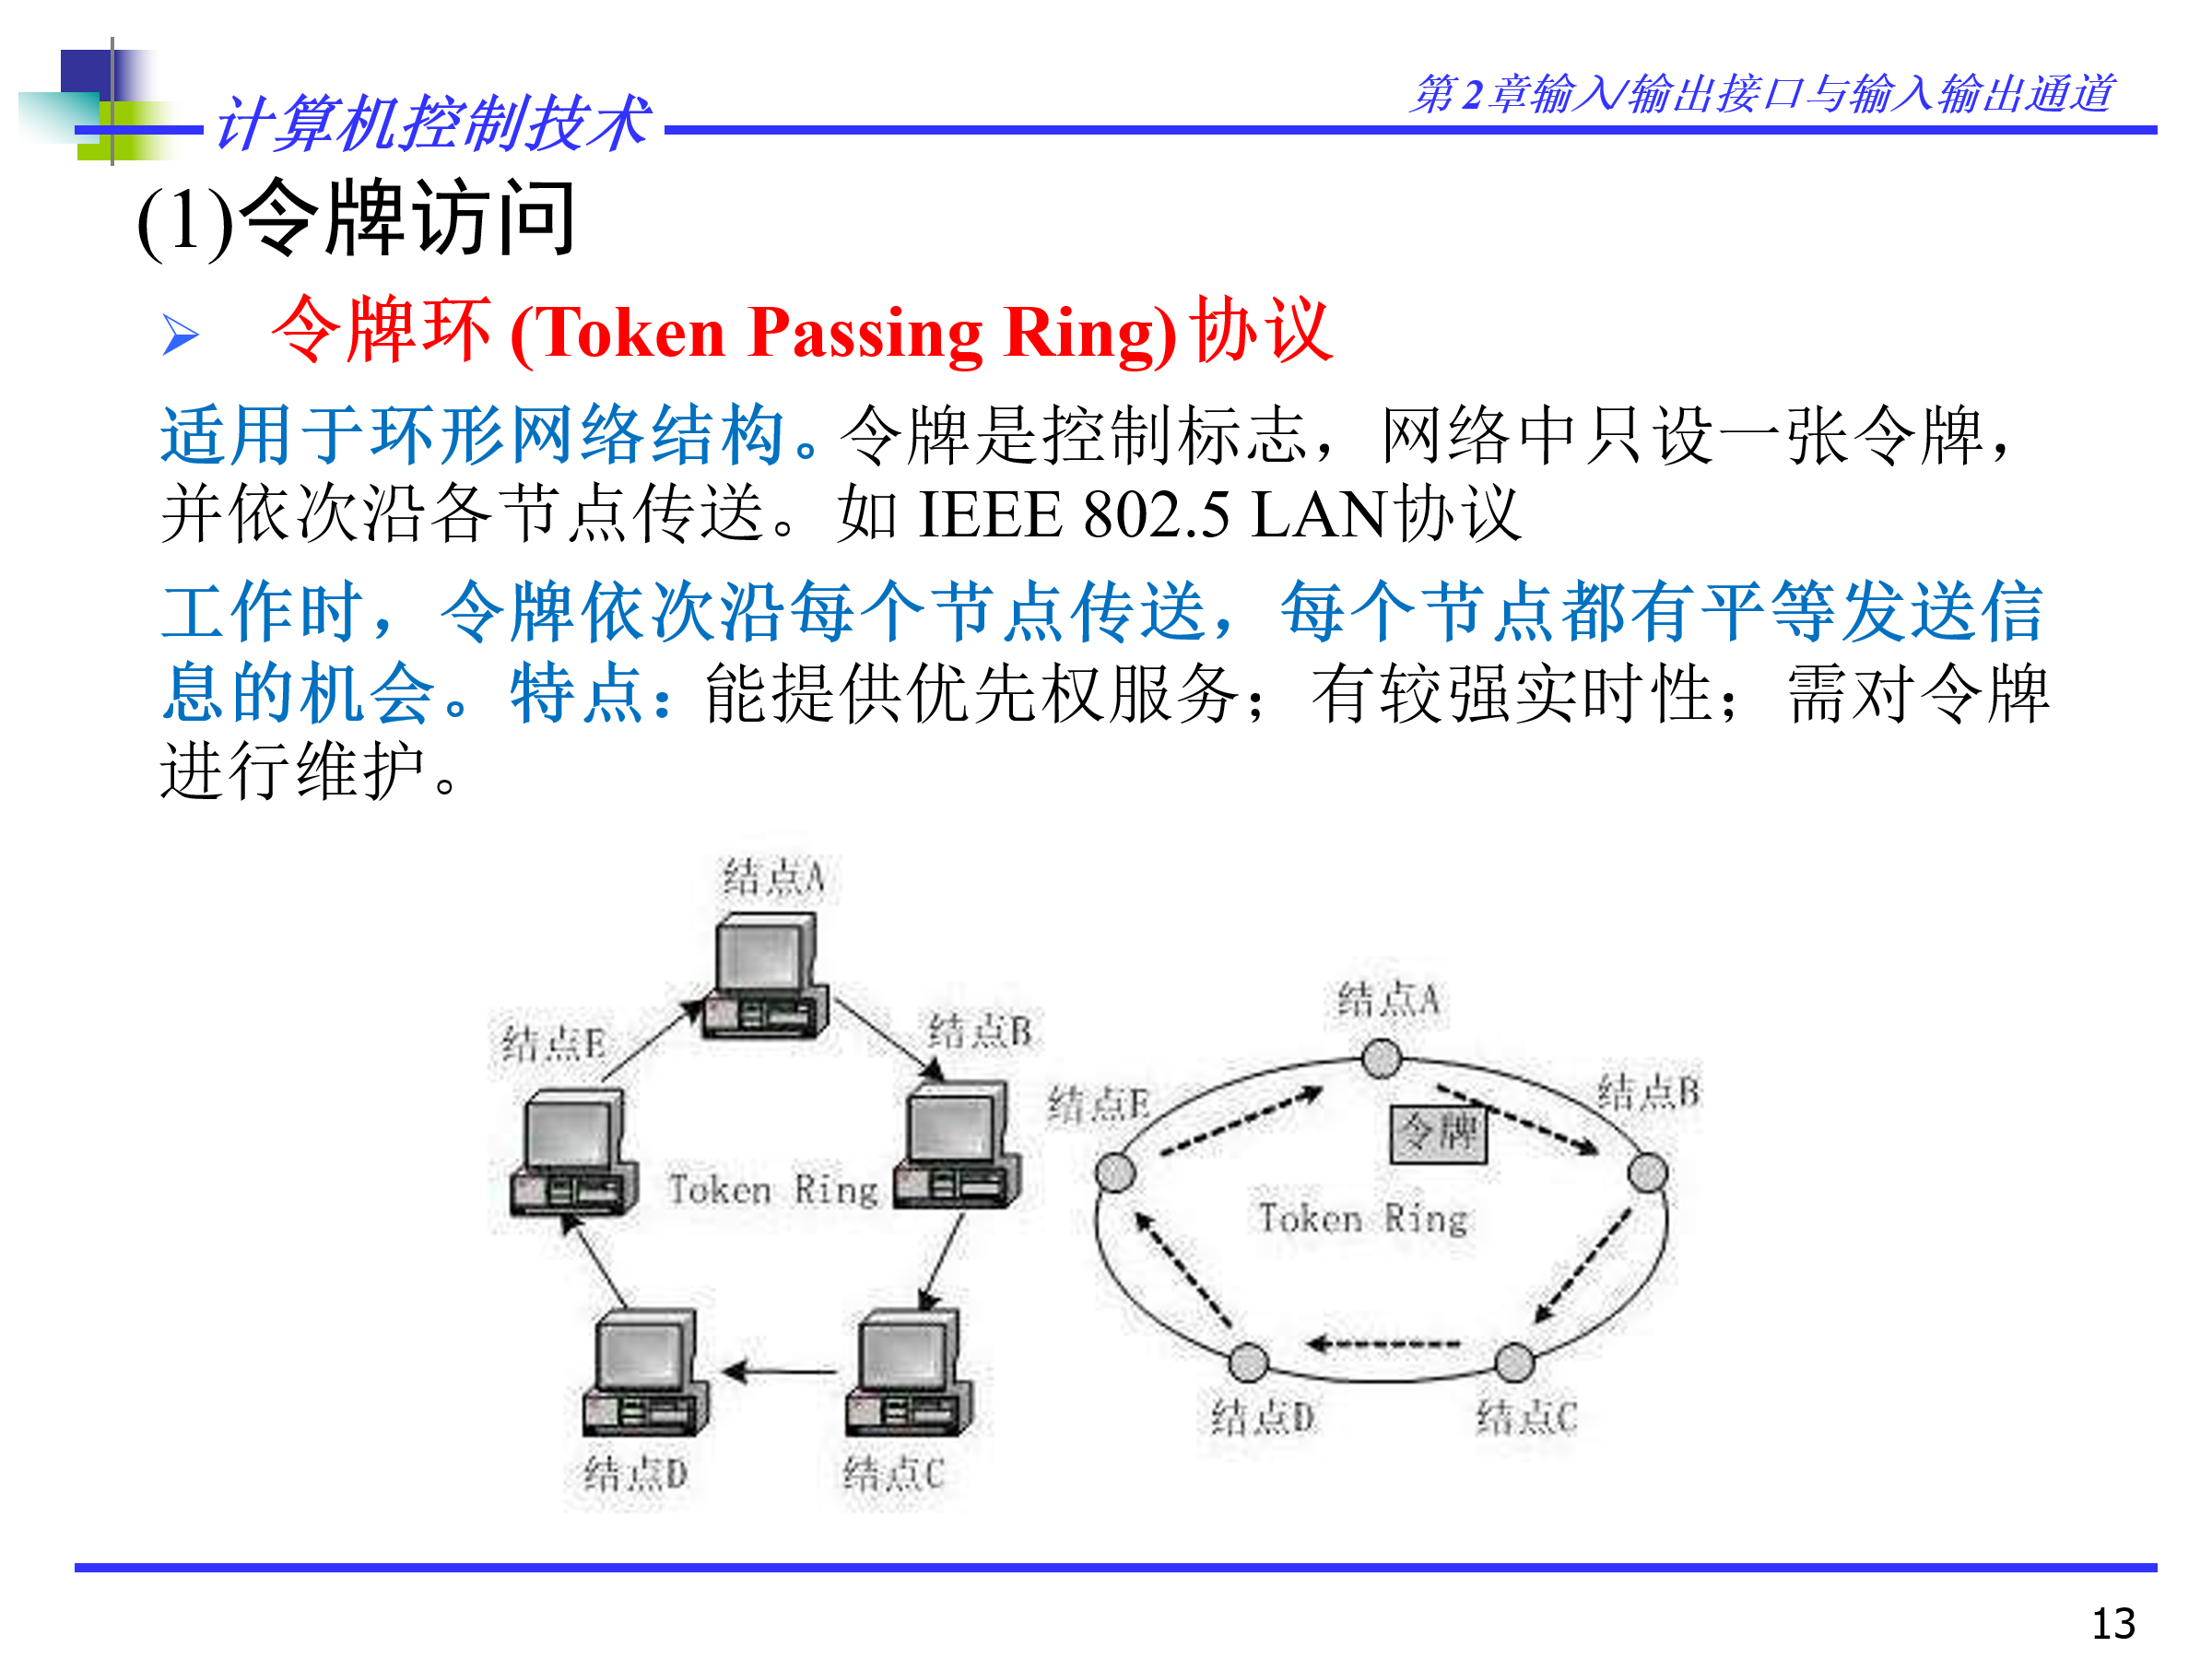 计算机控制技术
第2章输入/输出接口与输入输出通道
(1)令牌访问
令牌环(Token Passing Ring)协议
适用于环形网络结构。令牌是控制标志，网络中只设一张令牌，
并依次沿各节点传送。如 IEEE 802.5 LAN协议
工作时，令牌依次沿每个节点传送，每个节点都有平等发送信
息的机会。特点：能提供优先权服务；有较强实时性；需对令牌
进行维护。
结点A
结点E
结点B
Token Ring
结点D
结点C
结点A
结点E
结点B
令牌
Token Ring
结点D
结点C
13